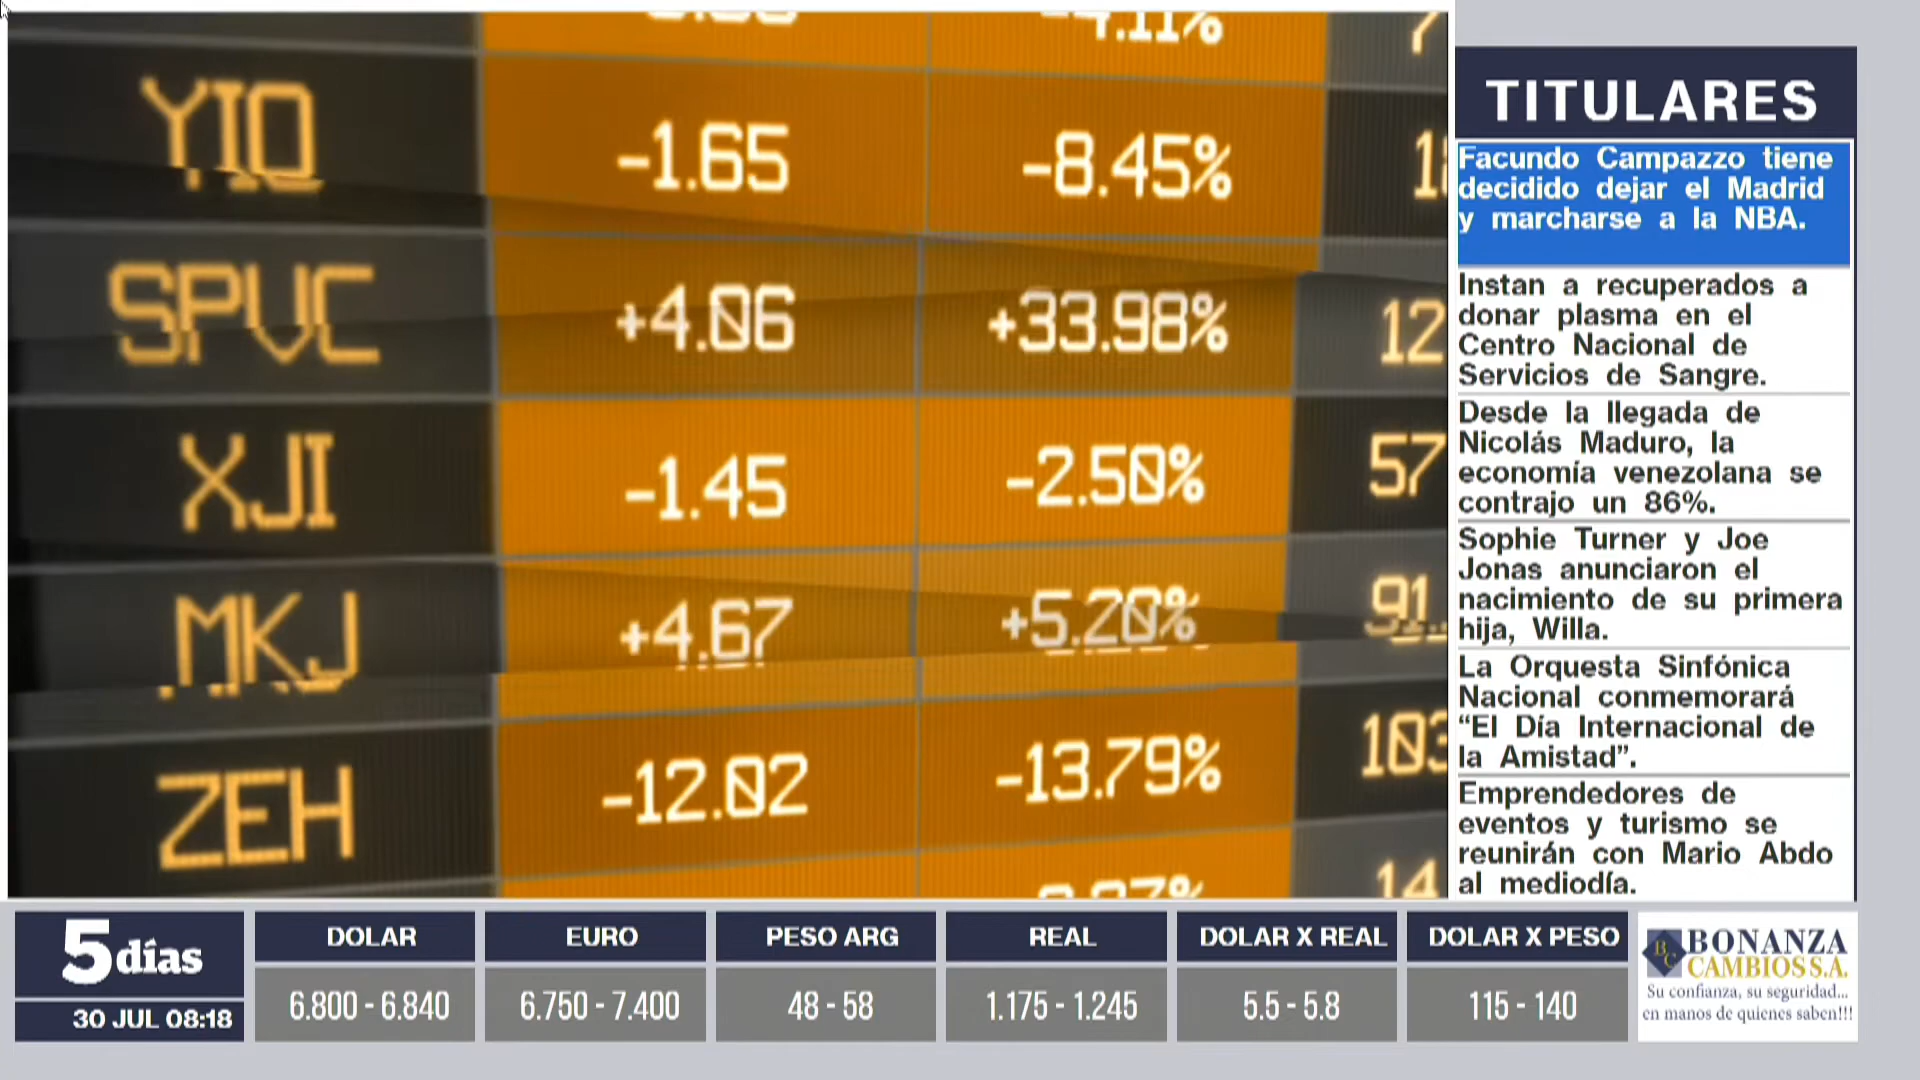 YIQ -1.65 -8.45%
SPVC +4.06 +33.98% 12
XJI -1.45 -2.50% 57
MKJ +4.67 +5.20% 91
ZEH -12.02 -13.79% 103
14
TITULARES
Facundo Campazzo tiene
decidido dejar el Madrid
y marcharse a la NBA.
Instan a recuperados a
donar plasma en el
Centro Nacional de
Servicios de Sangre.
Desde la llegada de
Nicolás Maduro, la
economía venezolana se
contrajo un 86%.
Sophie Turner y Joe
Jonas anunciaron el
nacimiento de su primera
hija, Willa.
La Orquesta Sinfónica
Nacional conmemorará
“El Día Internacional de
la Amistad”.
Emprendedores de
eventos y turismo se
reunirán con Mario Abdo
al mediodía.
5días
30 JUL 08:18
DOLAR
6.800 - 6.840
EURO
6.750 - 7.400
PESO ARG
48 - 58
REAL
1.175 - 1.245
DOLAR X REAL
5.5 - 5.8
DOLAR X PESO
115 - 140
BC
BONANZA
CAMBIOS S.A.
Su confianza, su seguridad...
en manos de quienes saben!!!